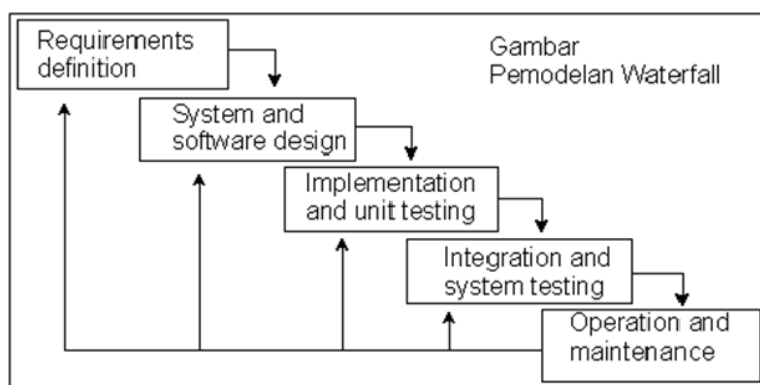 Requirements
definition
Gambar
Pemodelan Waterfall
System and
software design
Implementation
and unit testing
Integration and
system testing
Operation and
maintenance